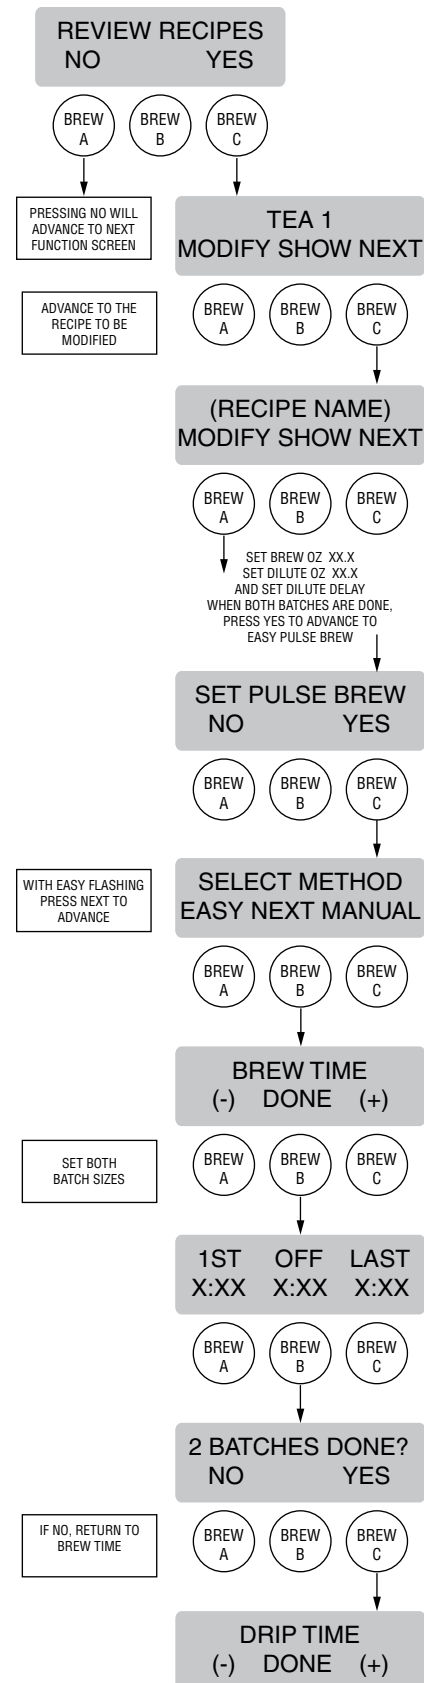 REVIEW RECIPES
NO YES
BREW A
BREW B
BREW C
PRESSING NO WILL
ADVANCE TO NEXT
FUNCTION SCREEN
TEA 1
MODIFY SHOW NEXT
ADVANCE TO THE
RECIPE TO BE
MODIFIED
BREW A
BREW B
BREW C
(RECIPE NAME)
MODIFY SHOW NEXT
BREW A
BREW B
BREW C
SET BREW OZ XX.X
SET DILUTE OZ XX.X
AND SET DILUTE DELAY
WHEN BOTH BATCHES ARE DONE,
PRESS YES TO ADVANCE TO
EASY PULSE BREW
SET PULSE BREW
NO YES
BREW A
BREW B
BREW C
WITH EASY FLASHING
PRESS NEXT TO
ADVANCE
SELECT METHOD
EASY NEXT MANUAL
BREW A
BREW B
BREW C
BREW TIME
(-) DONE (+)
SET BOTH
BATCH SIZES
BREW A
BREW B
BREW C
1ST OFF LAST
X:XX X:XX X:XX
BREW A
BREW B
BREW C
2 BATCHES DONE?
NO YES
IF NO, RETURN TO
BREW TIME
BREW A
BREW B
BREW C
DRIP TIME
(-) DONE (+)